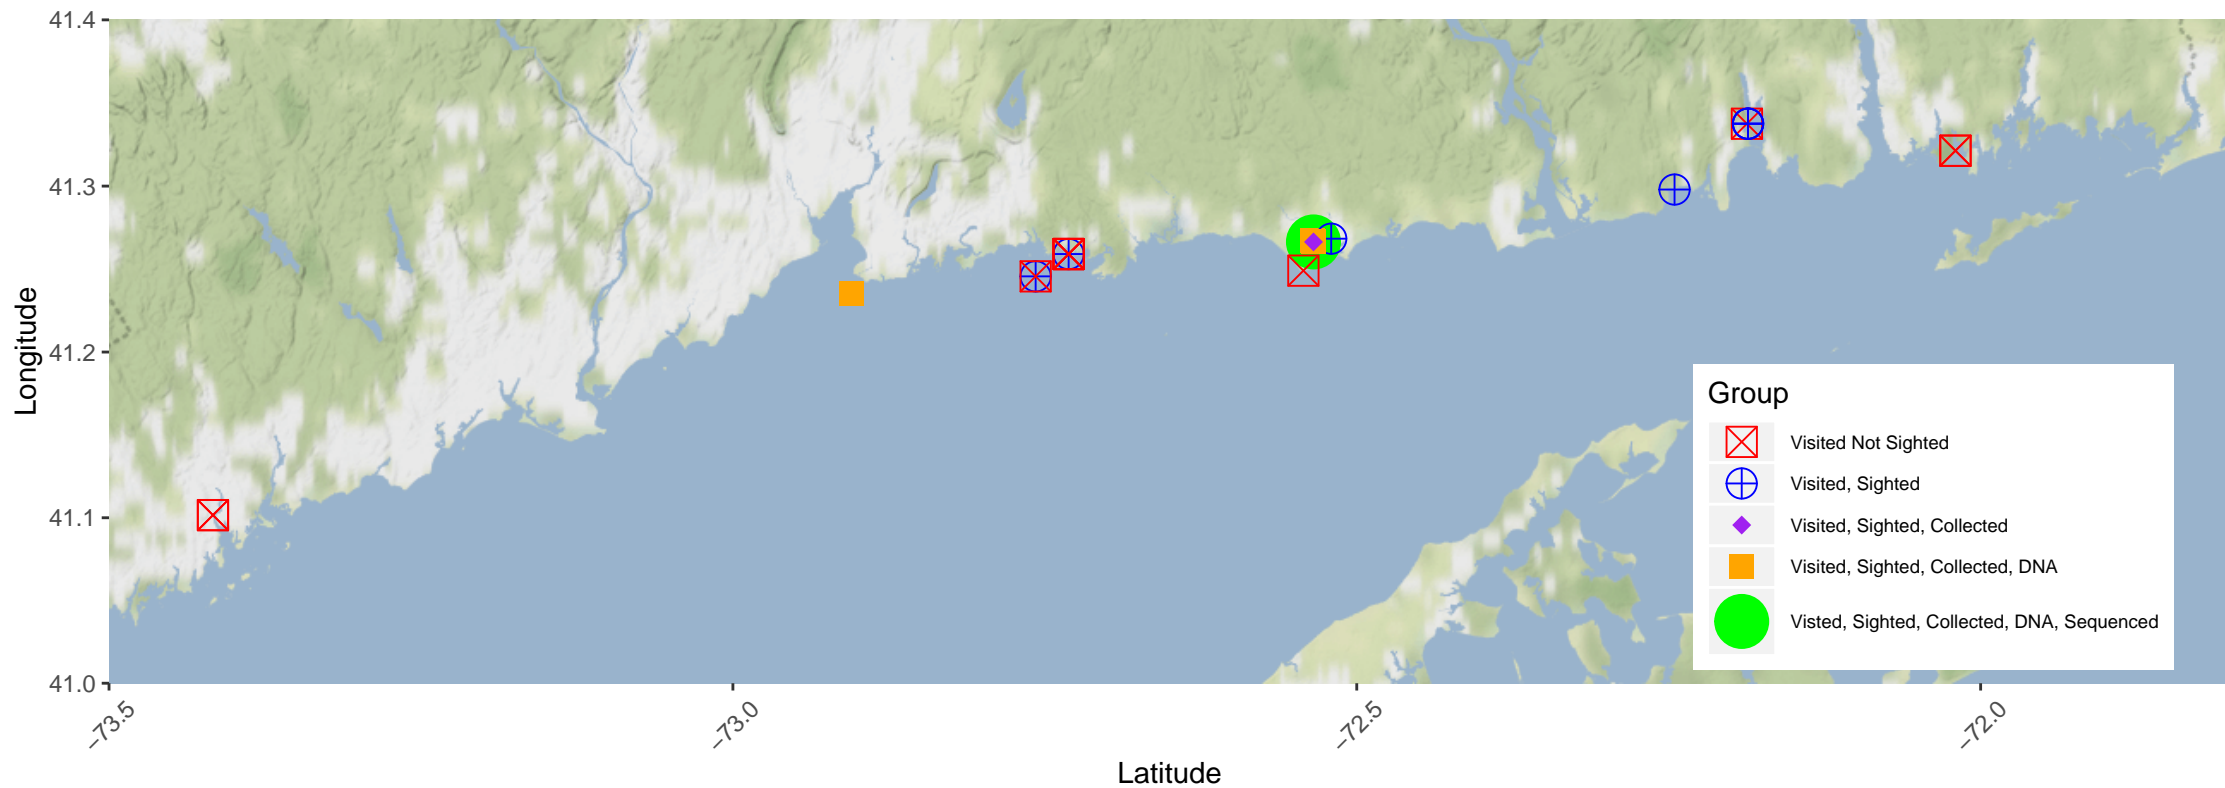 41.4
41.3
41.2
41.1
41.0
Longitude
−73.5
−73.0
−72.5
−72.0
Latitude
Group
Visited Not Sighted
Visited, Sighted
Visited, Sighted, Collected
Visited, Sighted, Collected, DNA
Visted, Sighted, Collected, DNA, Sequenced